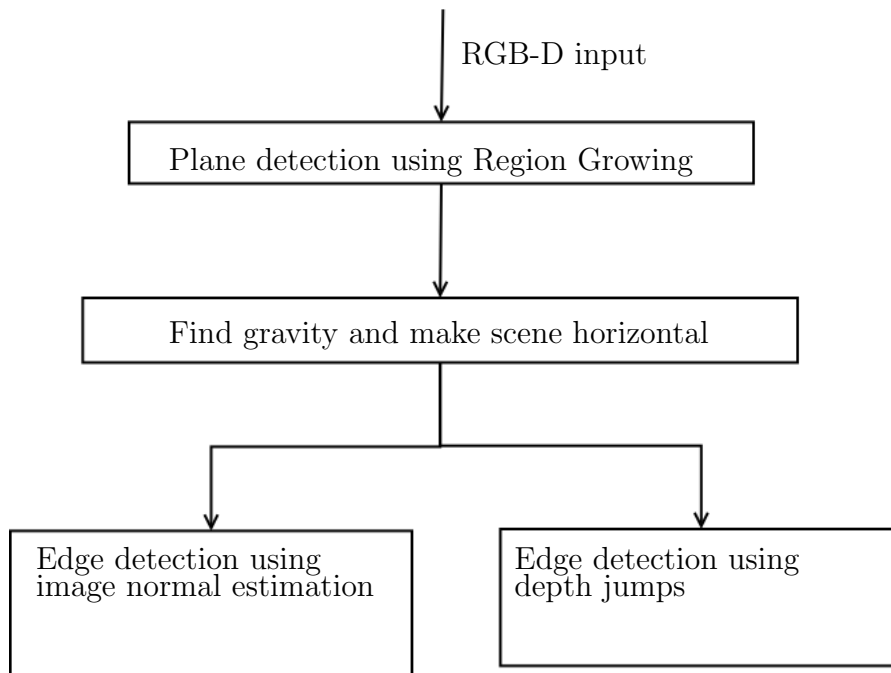 RGB-D input
Plane detection using Region Growing
Find gravity and make scene horizontal
Edge detection using
image normal estimation
Edge detection using
depth jumps